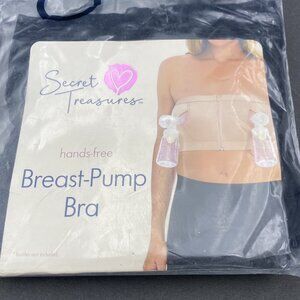 Secret
Treasures
hands-free
Breast-Pump
Bra